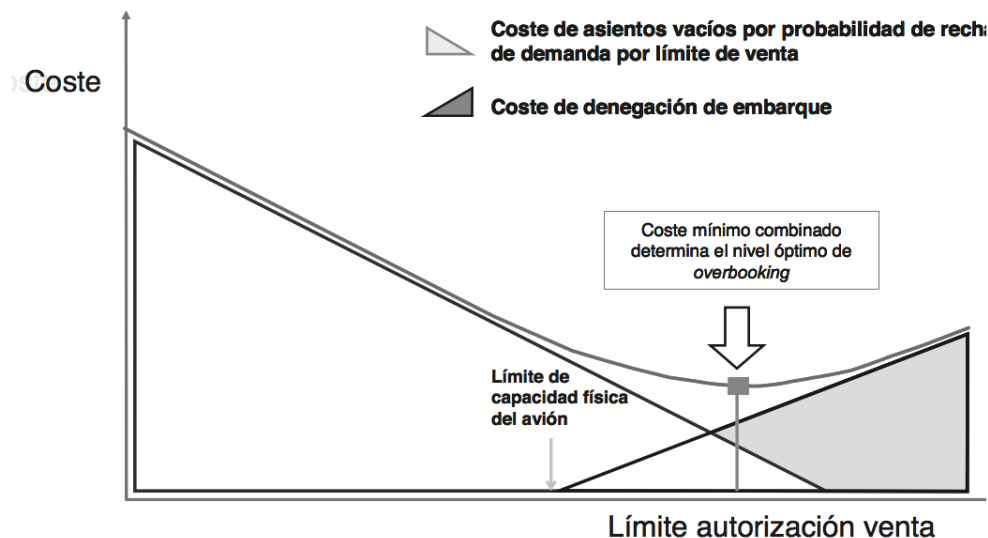 Coste de asientos vacíos por probabilidad de
de demanda por límite de venta
Coste
Coste de denegación de embarque
Coste mínimo combinado
determina el nivel óptimo de
overbooking
Límite de
capacidad física
del avión
Límite autorización venta